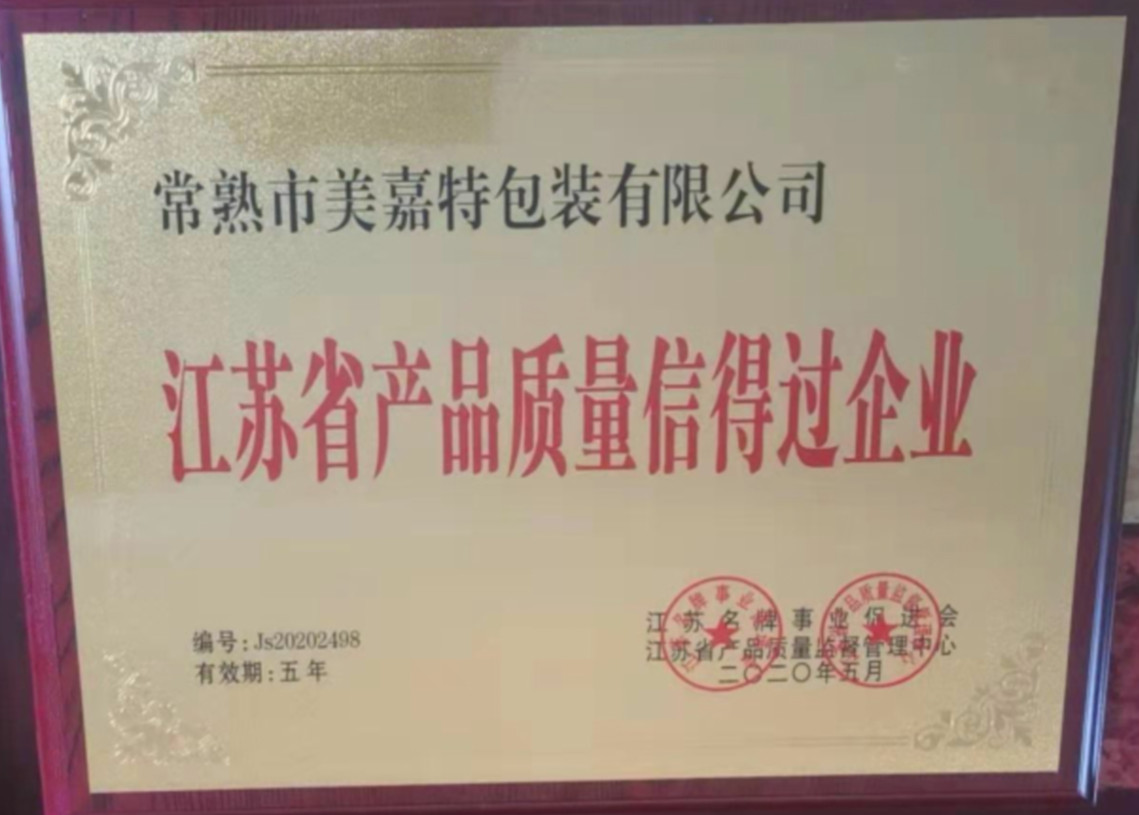 常熟市美嘉特包装有限公司
江苏省产品质量信得过企业
编号:Js20202498
有效期:五年
江苏名牌事业促进会
江苏省产品质量监督管理中心
二〇二〇年五月